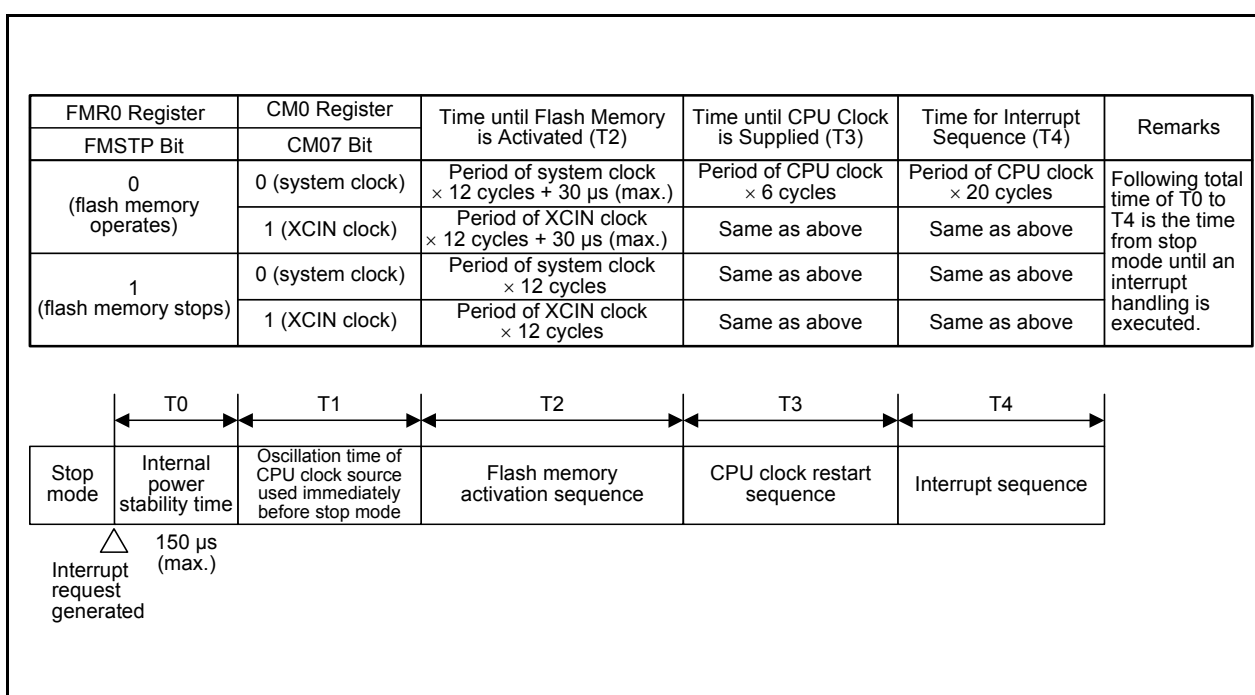 FMR0 Register
CM0 Register
Time until Flash Memory
is Activated (T2)
Time until CPU Clock
is Supplied (T3)
Time for Interrupt
Sequence (T4)
Remarks
FMSTP Bit
CM07 Bit
0
(flash memory
operates)
0 (system clock)
Period of system clock
× 12 cycles + 30 µs (max.)
Period of CPU clock
× 6 cycles
Period of CPU clock
× 20 cycles
Following total
time of T0 to
T4 is the time
from stop
mode until an
interrupt
handling is
executed.
1 (XCIN clock)
Period of XCIN clock
× 12 cycles + 30 µs (max.)
Same as above
Same as above
1
(flash memory stops)
0 (system clock)
Period of system clock
× 12 cycles
Same as above
Same as above
1 (XCIN clock)
Period of XCIN clock
× 12 cycles
Same as above
Same as above
T0
T1
T2
T3
T4
Stop
mode
Internal
power
stability time
Oscillation time of
CPU clock source
used immediately
before stop mode
Flash memory
activation sequence
CPU clock restart
sequence
Interrupt sequence
150 µs
(max.)
Interrupt
request
generated